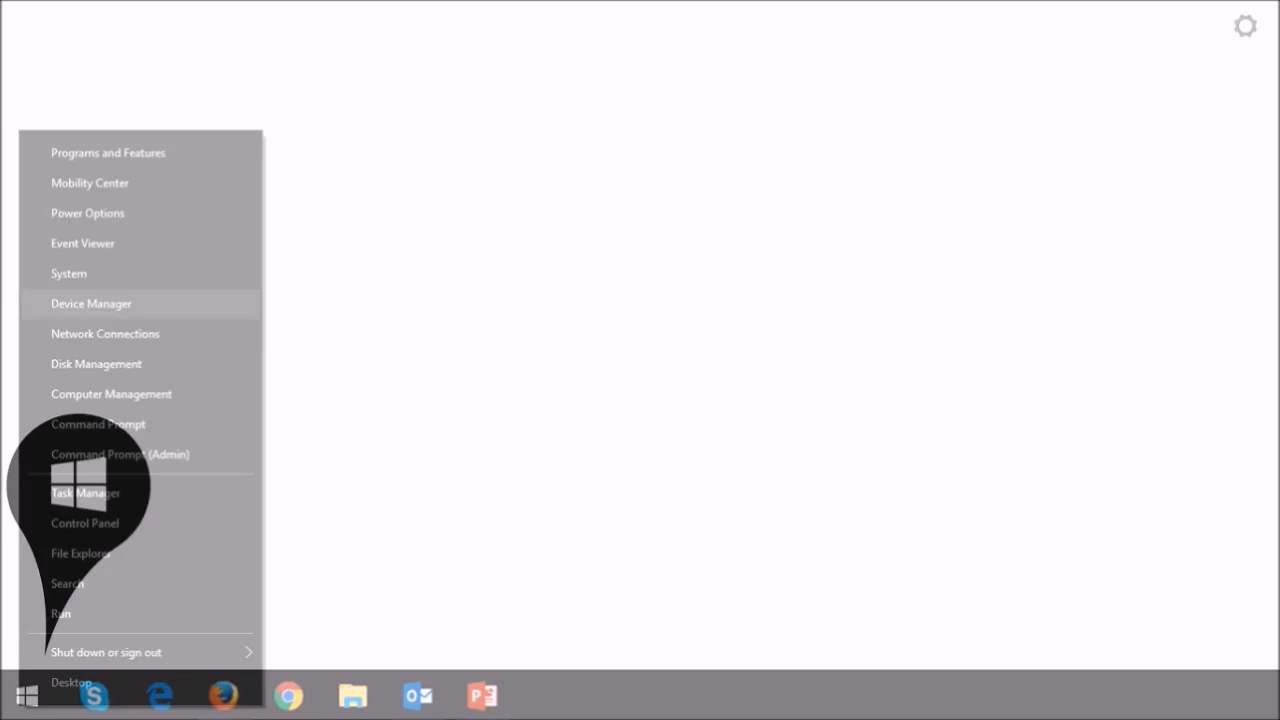 Programs and Features
Mobility Center
Power Options
Event Viewer
System
Device Manager
Network Connections
Disk Management
Computer Management
Command Prompt
Command Prompt (Admin)
Task Manager
Control Panel
File Explorer
Search
Run
Shut down or sign out
Desktop